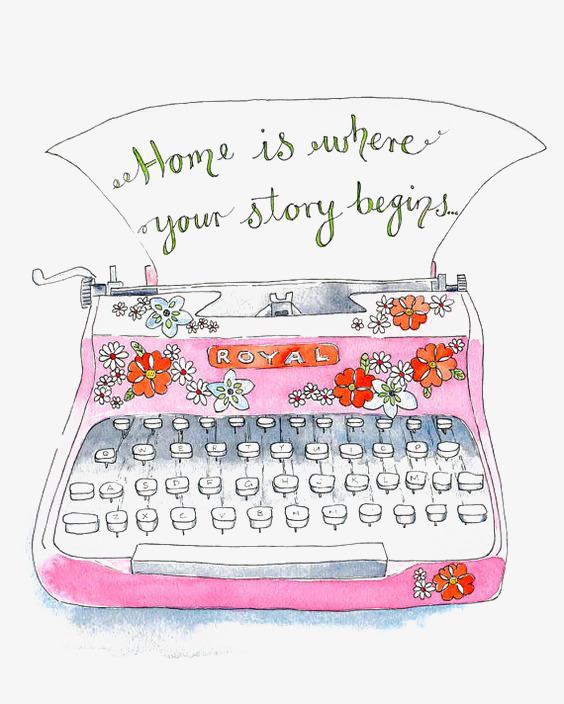 Home is where
your story begins...
ROYAL
Q W E R T Y U I O P
A S D R G H J K L M
Z X C V B N